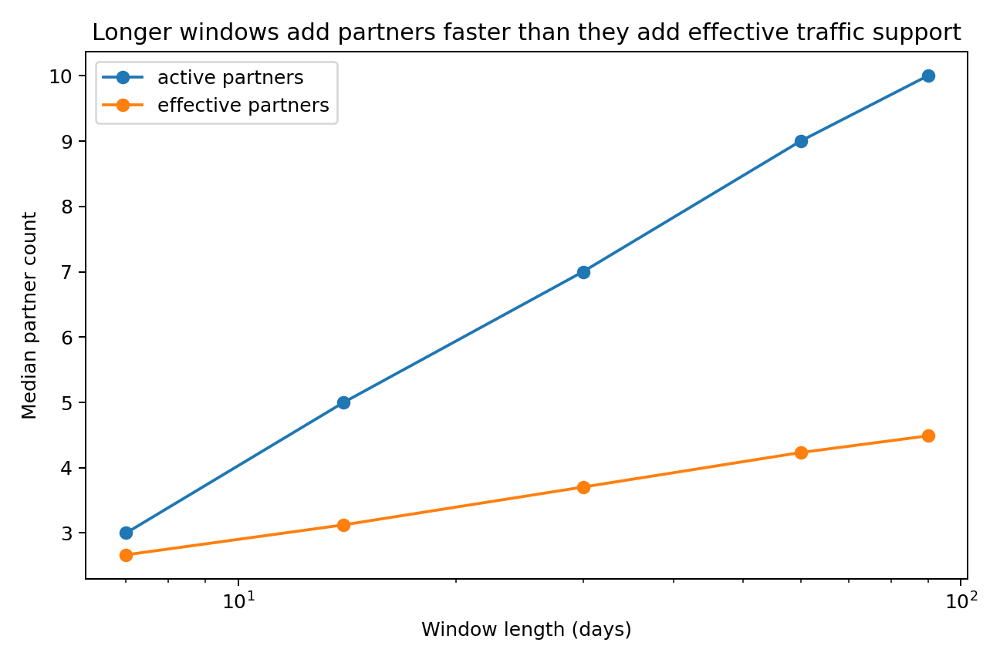 Longer windows add partners faster than they add effective traffic support
active partners
effective partners
10
9
8
7
6
5
4
3
Median partner count
10¹
10²
Window length (days)